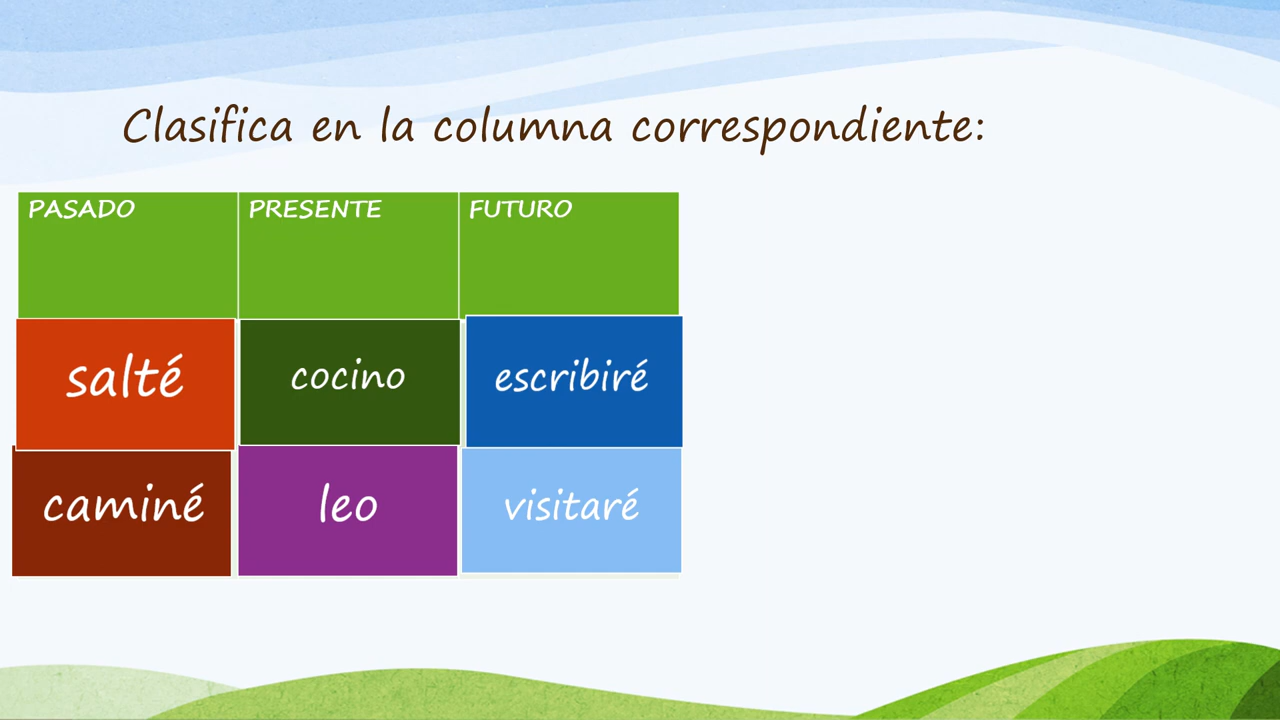 Clasifica en la columna correspondiente:
PASADO PRESENTE FUTURO
salté cocino escribiré
caminé leo visitaré